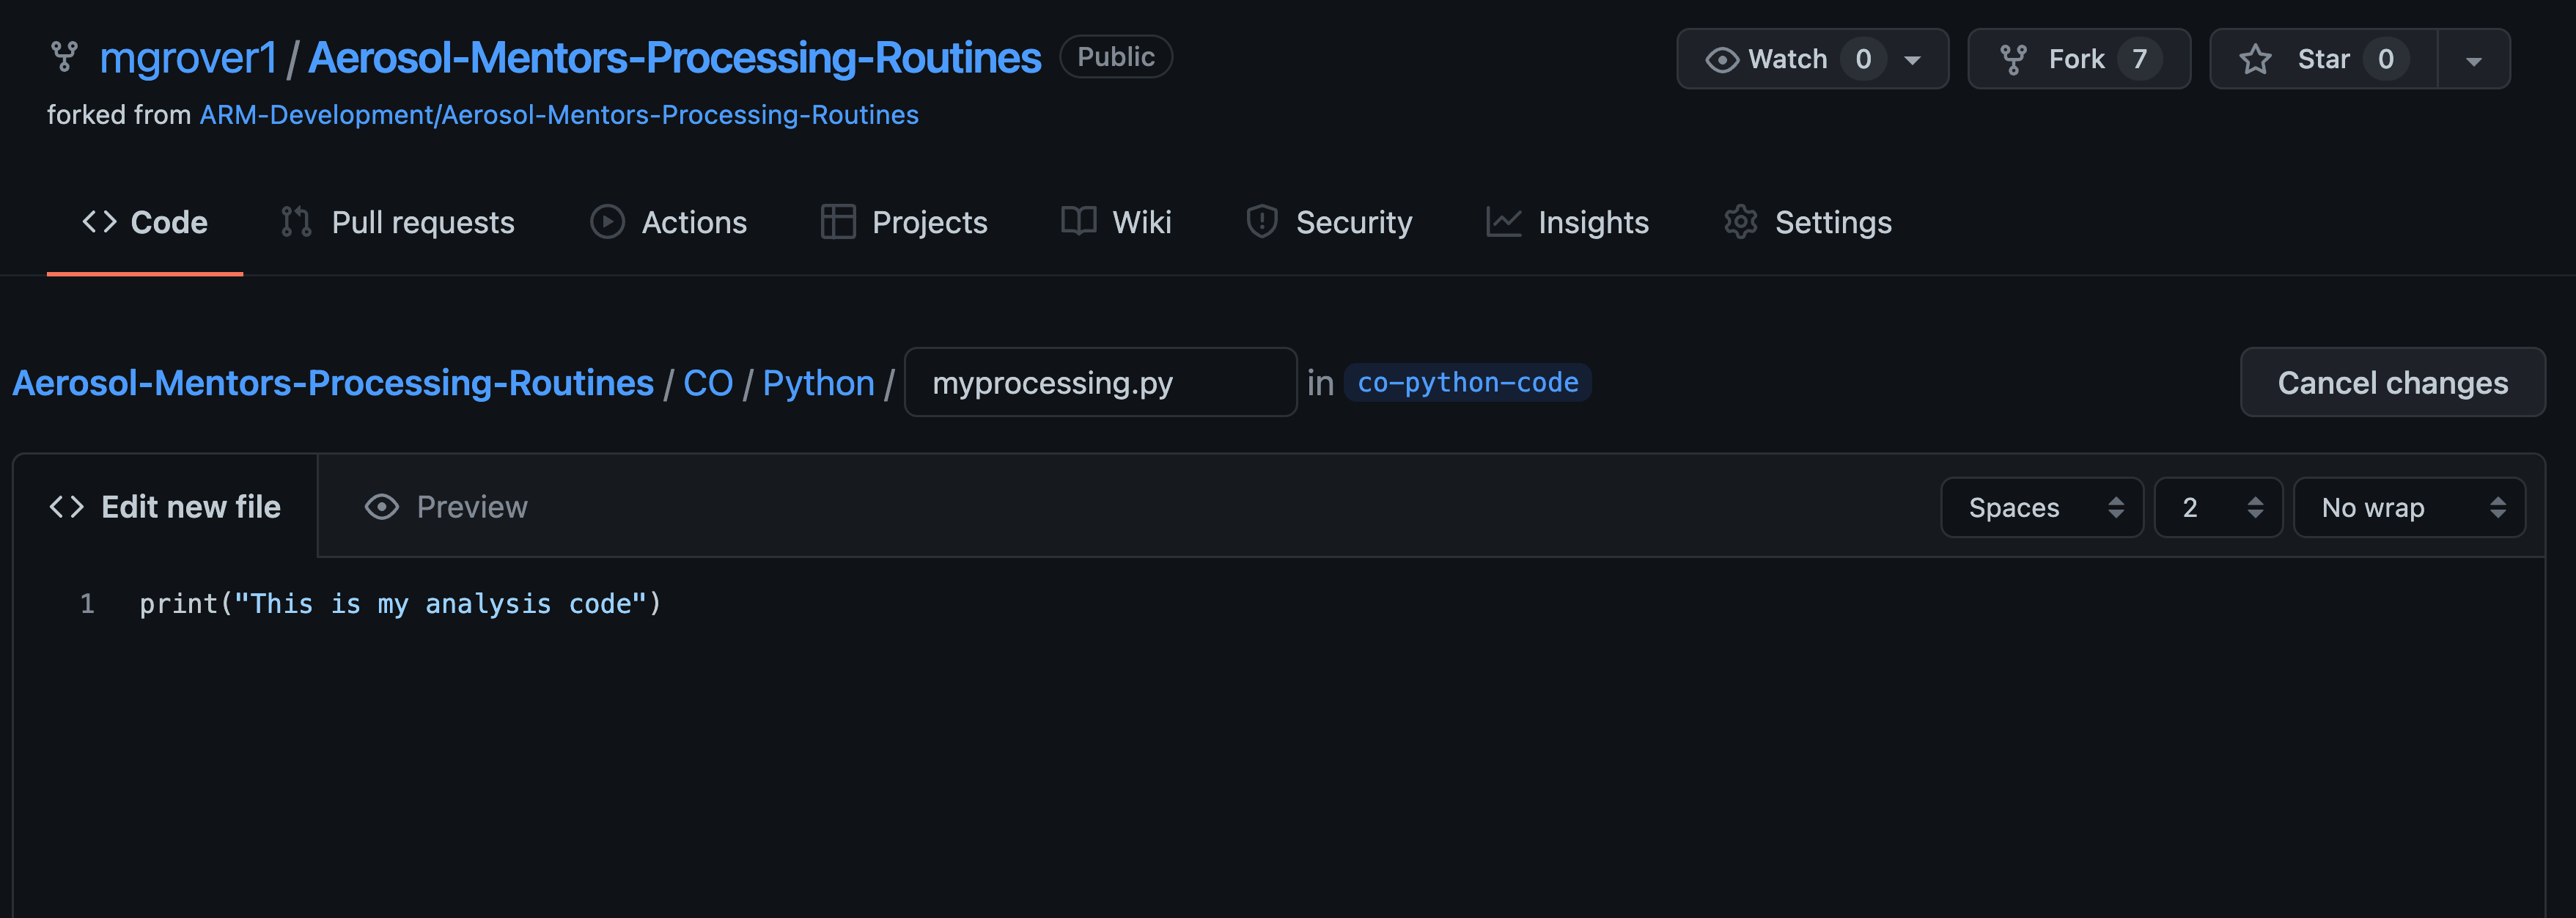 mgrover1 / Aerosol-Mentors-Processing-Routines Public Watch 0 Fork 7 Star 0
forked from ARM-Development/Aerosol-Mentors-Processing-Routines
Code Pull requests Actions Projects Wiki Security Insights Settings
Aerosol-Mentors-Processing-Routines / CO / Python / myprocessing.py in co-python-code Cancel changes
Edit new file Preview Spaces 2 No wrap
1 print("This is my analysis code")